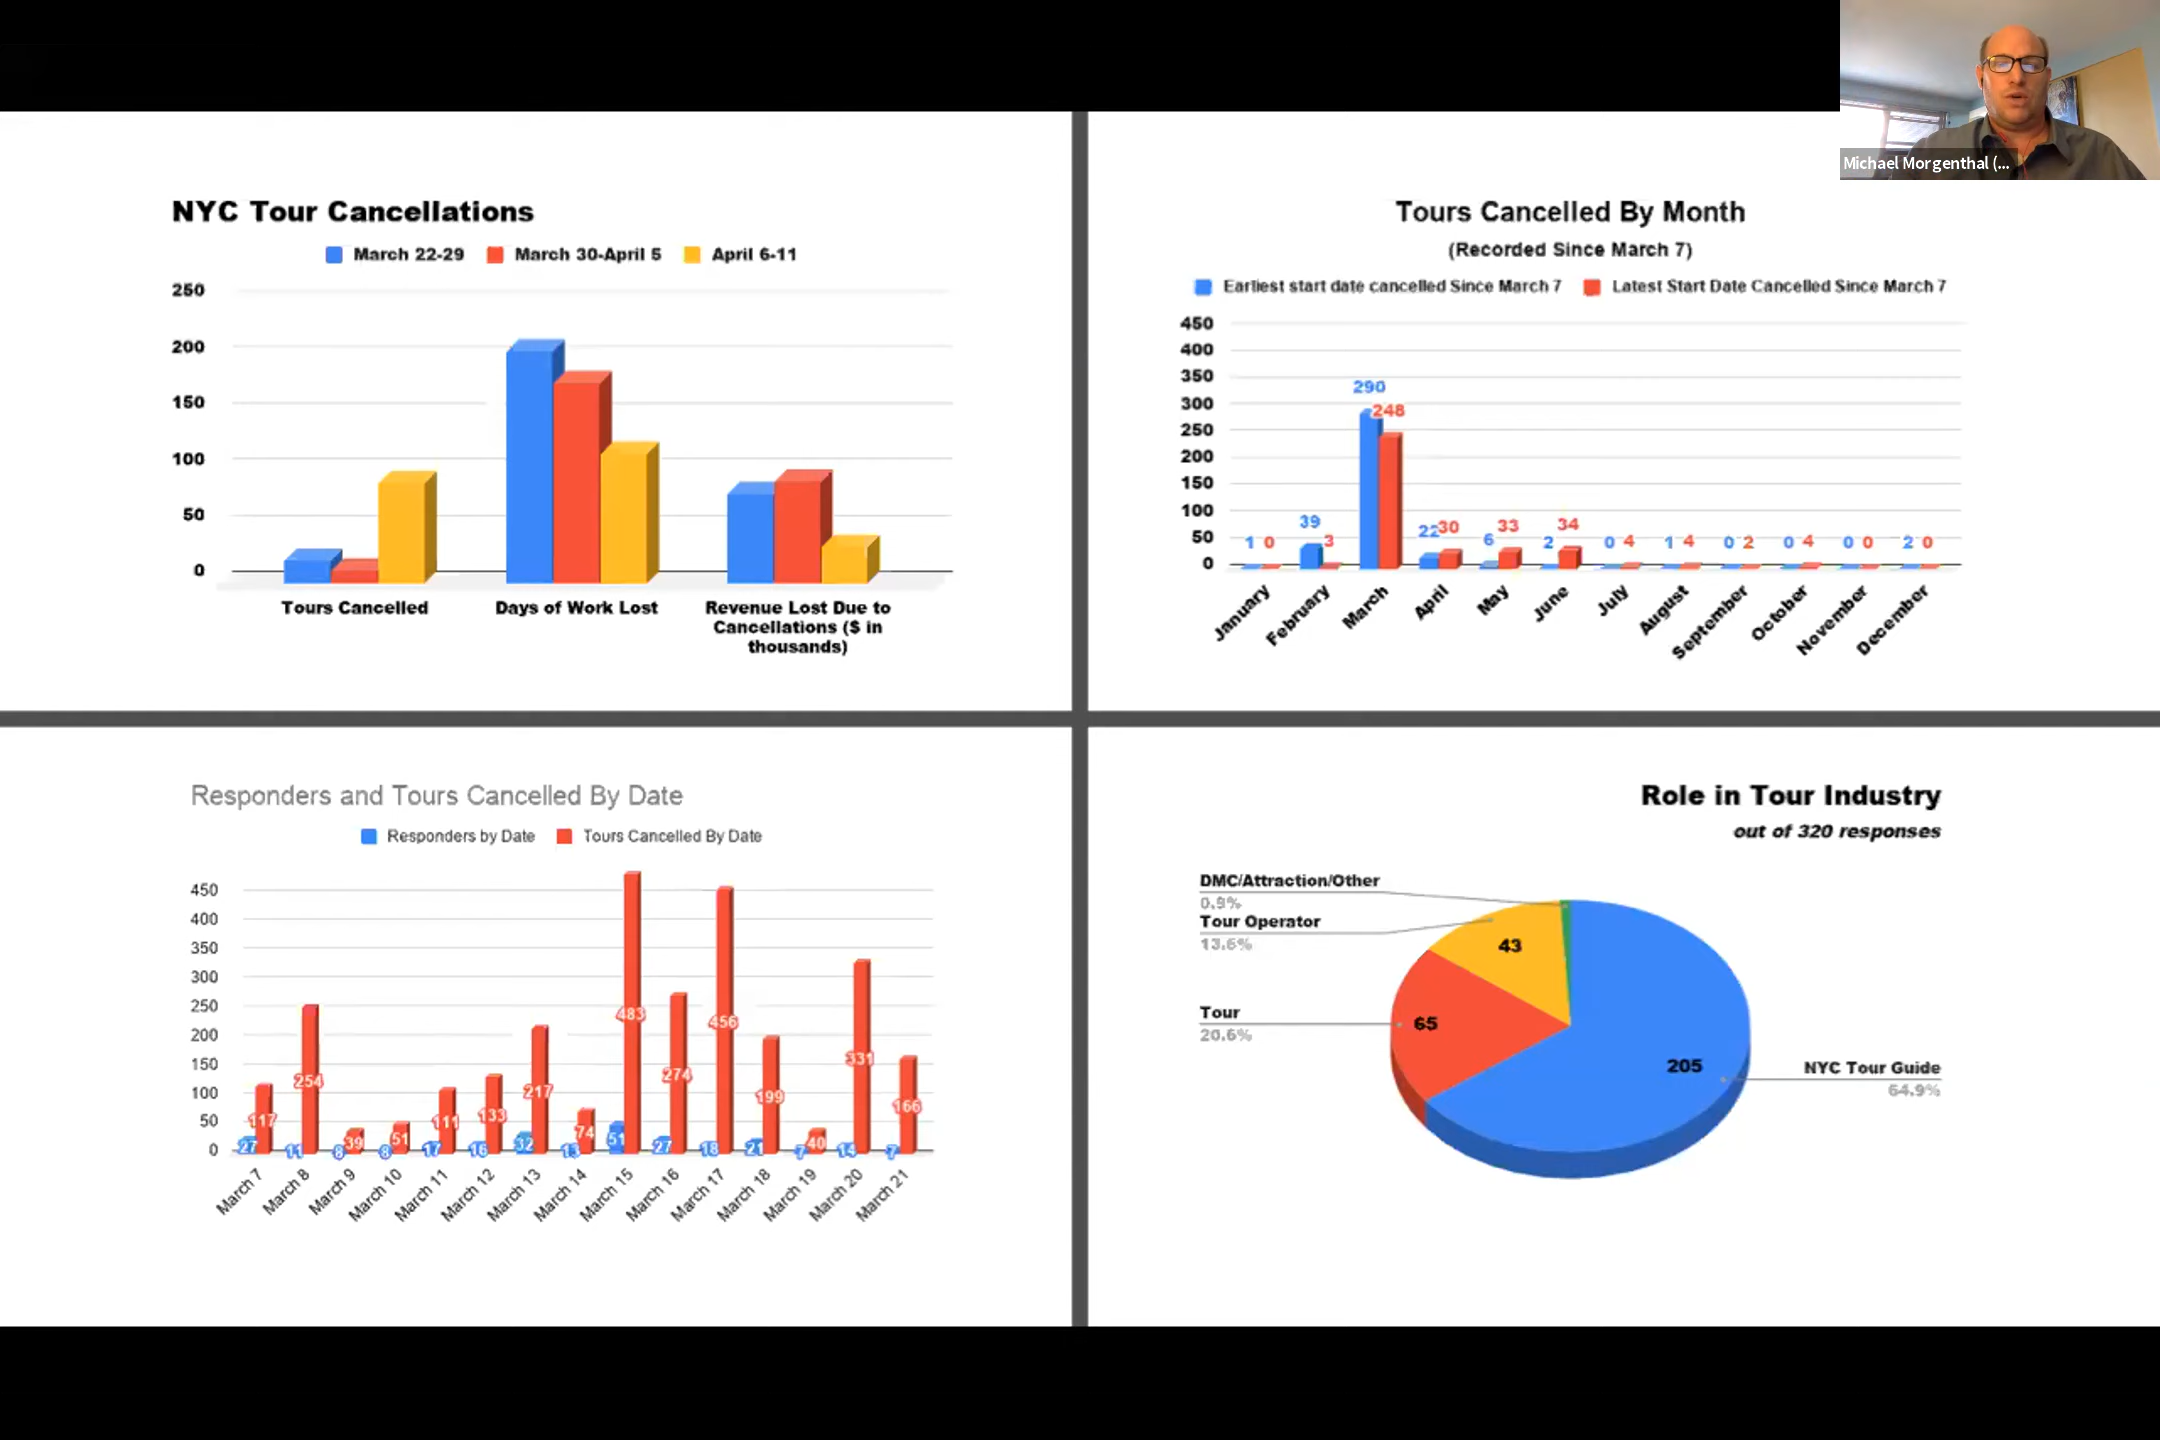 Michael Morgenthal (...
NYC Tour Cancellations
March 22-29 March 30-April 5 April 6-11
250
200
150
100
50
0
Tours Cancelled
Days of Work Lost
Revenue Lost Due to
Cancellations ($ in
thousands)
Tours Cancelled By Month
(Recorded Since March 7)
Earliest start date cancelled Since March 7 Latest Start Date Cancelled Since March 7
450
400
350
300
250
200
150
100
50
0
1 0
39 3
290 248
22 30
6 33
2 34
0 4
1 4
0 2
0 4
0 0
2 0
January
February
March
April
May
June
July
August
September
October
November
December
Responders and Tours Cancelled By Date
Responders by Date Tours Cancelled By Date
450
400
350
300
250
200
150
100
50
0
27 117
11 254
8 39
8 51
17 111
16 133
32 217
13 74
51 483
27 274
18 456
21 199
7 40
14 331
7 166
March 7
March 8
March 9
March 10
March 11
March 12
March 13
March 14
March 15
March 16
March 17
March 18
March 19
March 20
March 21
Role in Tour Industry
out of 320 responses
DMC/Attraction/Other
0.9%
Tour Operator
13.6%
Tour
20.6%
NYC Tour Guide
64.9%
43
65
205